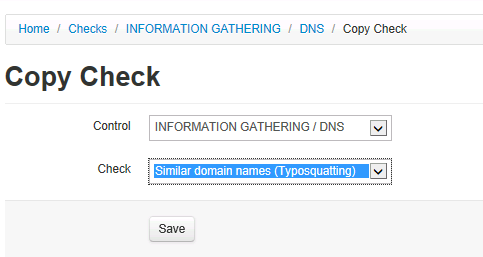 Home / Checks / INFORMATION GATHERING / DNS / Copy Check
Copy Check
Control INFORMATION GATHERING / DNS
Check Similar domain names (Typosquatting)
Save